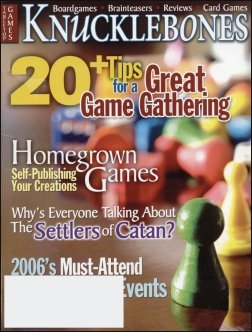 TABLETOP
GAMES
Boardgames • Brainteasers • Reviews • Card Games
KNUCKLEBONES
20+ Tips
for a Great
Game Gathering
Homegrown
Self-Publishing Games
Your Creations
Why's Everyone Talking About
The Settlers of Catan?
2006's Must-Attend
Events